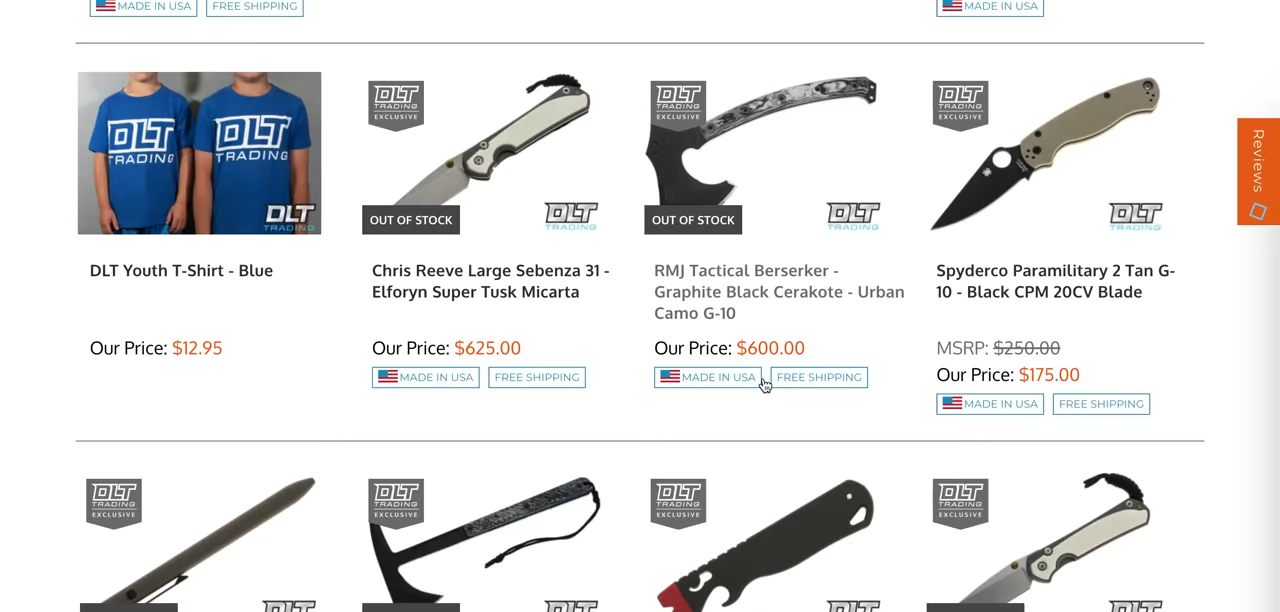 MADE IN USA FREE SHIPPING MADE IN USA
DLT TRADING EXCLUSIVE
DLT TRADING EXCLUSIVE
DLT TRADING EXCLUSIVE
DLT TRADING
DLT TRADING
DLT TRADING
DLT TRADING
DLT TRADING
DLT TRADING
OUT OF STOCK
OUT OF STOCK
DLT Youth T-Shirt - Blue
Our Price: $12.95
Chris Reeve Large Sebenza 31 -
Elforyn Super Tusk Micarta
Our Price: $625.00
MADE IN USA FREE SHIPPING
RMJ Tactical Berserker -
Graphite Black Cerakote - Urban
Camo G-10
Our Price: $600.00
MADE IN USA FREE SHIPPING
Spyderco Paramilitary 2 Tan G-
10 - Black CPM 20CV Blade
MSRP: $250.00
Our Price: $175.00
MADE IN USA FREE SHIPPING
Reviews
DLT TRADING EXCLUSIVE
DLT TRADING EXCLUSIVE
DLT TRADING EXCLUSIVE
DLT TRADING EXCLUSIVE